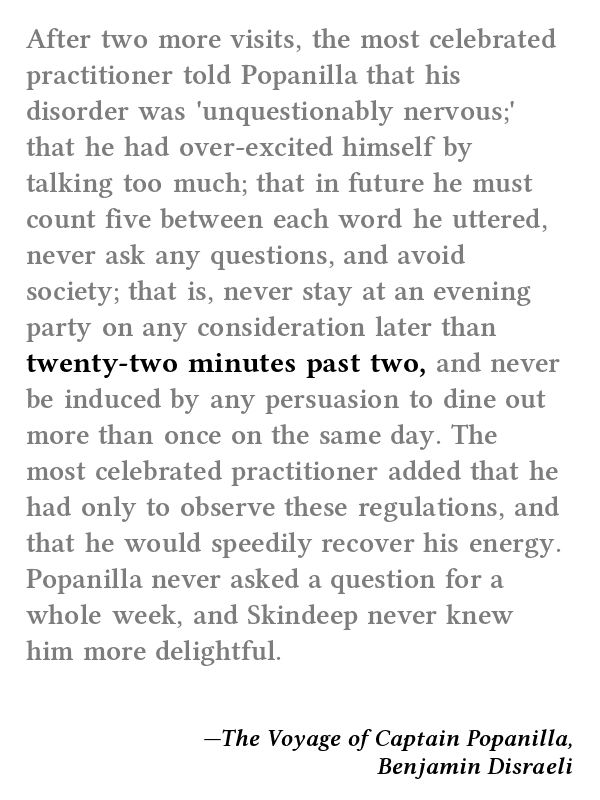 After two more visits, the most celebrated
practitioner told Popanilla that his
disorder was 'unquestionably nervous;'
that he had over-excited himself by
talking too much; that in future he must
count five between each word he uttered,
never ask any questions, and avoid
society; that is, never stay at an evening
party on any consideration later than
twenty-two minutes past two, and never
be induced by any persuasion to dine out
more than once on the same day. The
most celebrated practitioner added that he
had only to observe these regulations, and
that he would speedily recover his energy.
Popanilla never asked a question for a
whole week, and Skindeep never knew
him more delightful.
—The Voyage of Captain Popanilla,
Benjamin Disraeli